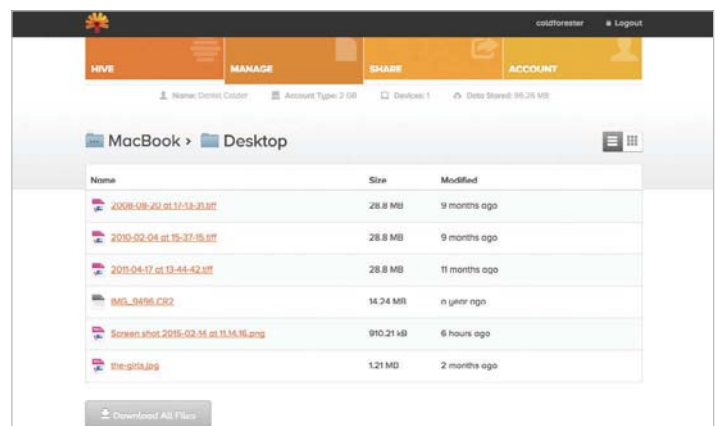 coldforester Logout
HIVE MANAGE SHARE ACCOUNT
Name: Calder Account Type: 2 GB Devices: 1 Data Stored: 96.26 MB
MacBook › Desktop
Name Size Modified
2008-08-20 at 17-13-31.tiff 28.8 MB 9 months ago
2010-02-04 at 15-37-15.tiff 28.8 MB 9 months ago
2011-04-17 at 13-44-42.tiff 28.8 MB 11 months ago
IMG_9496.CR2 14.24 MB a year ago
Screen shot 2015-02-14 at 11.14.16.png 910.21 kB 6 hours ago
the-girls.jpg 1.21 MB 2 months ago
Download All Files